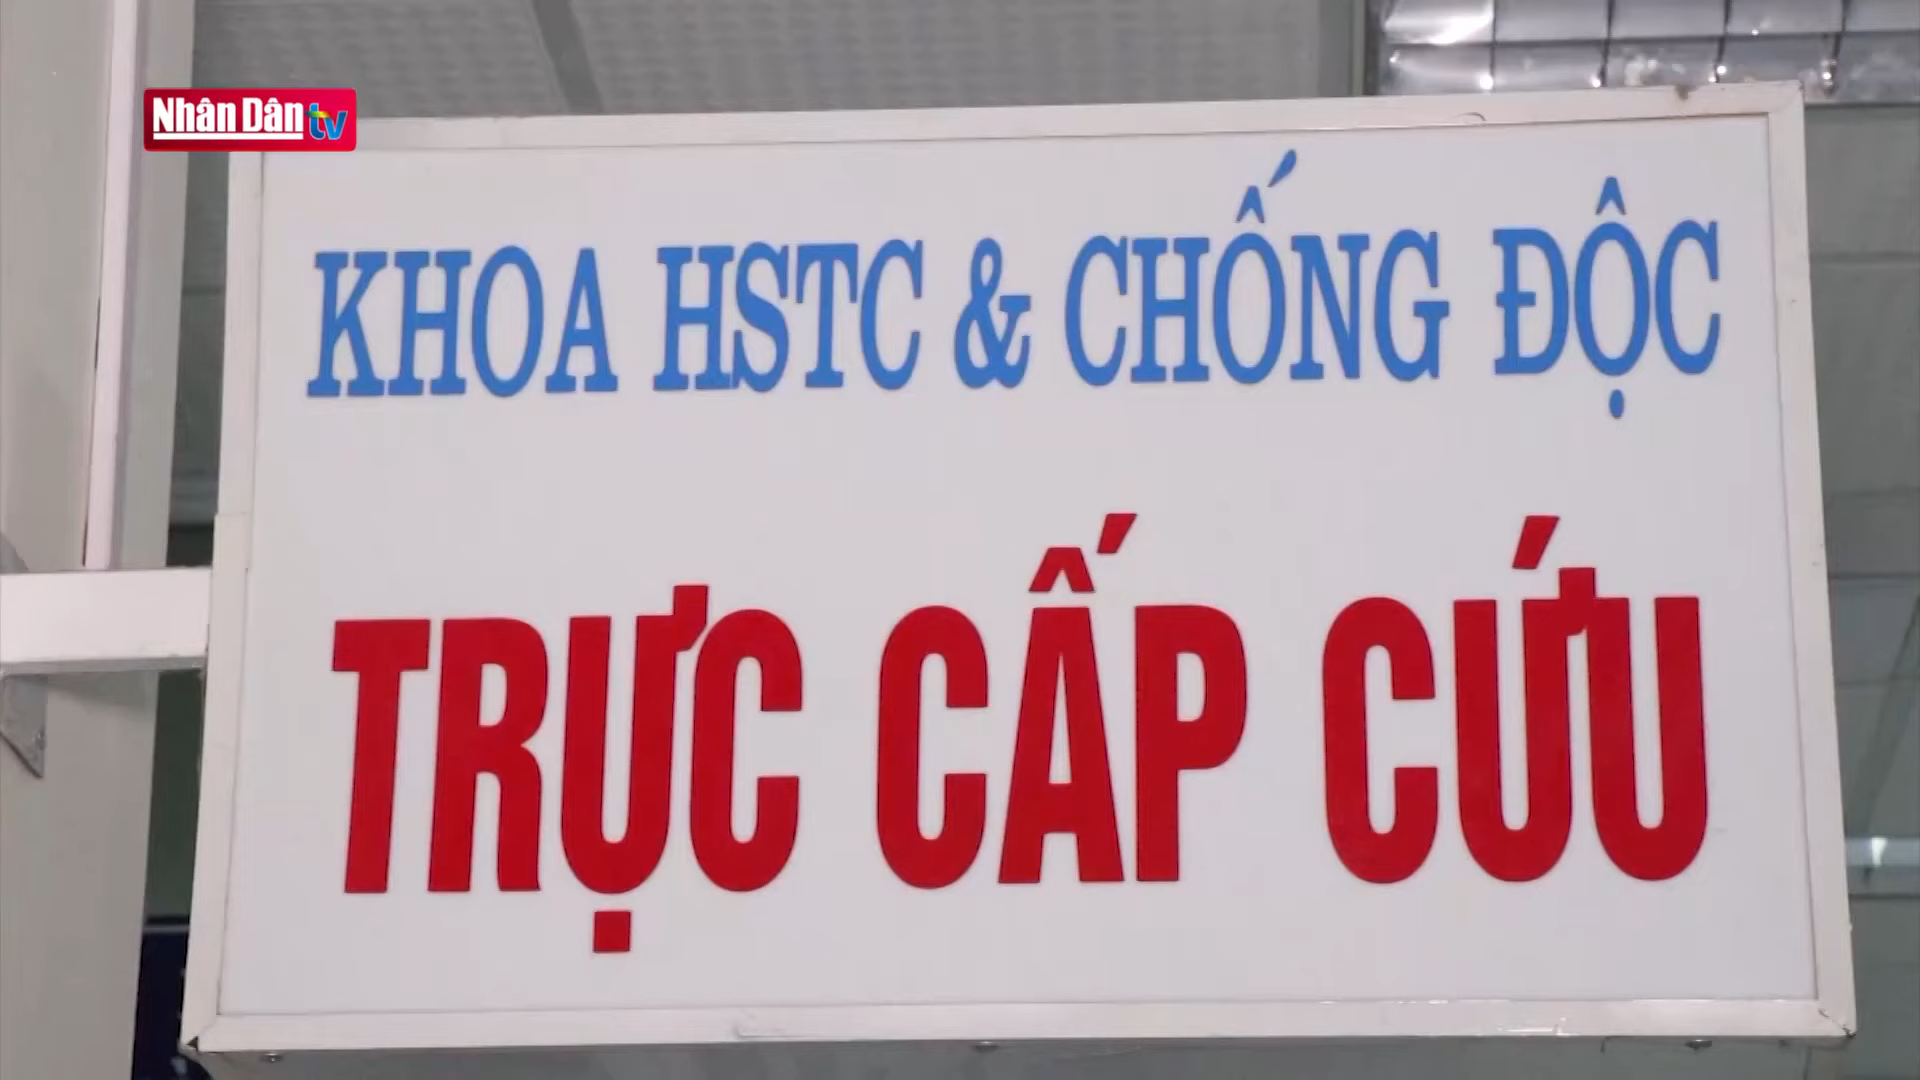 Nhân Dân tv
KHOA HSTC & CHỐNG ĐỘC
TRỰC CẤP CỨU